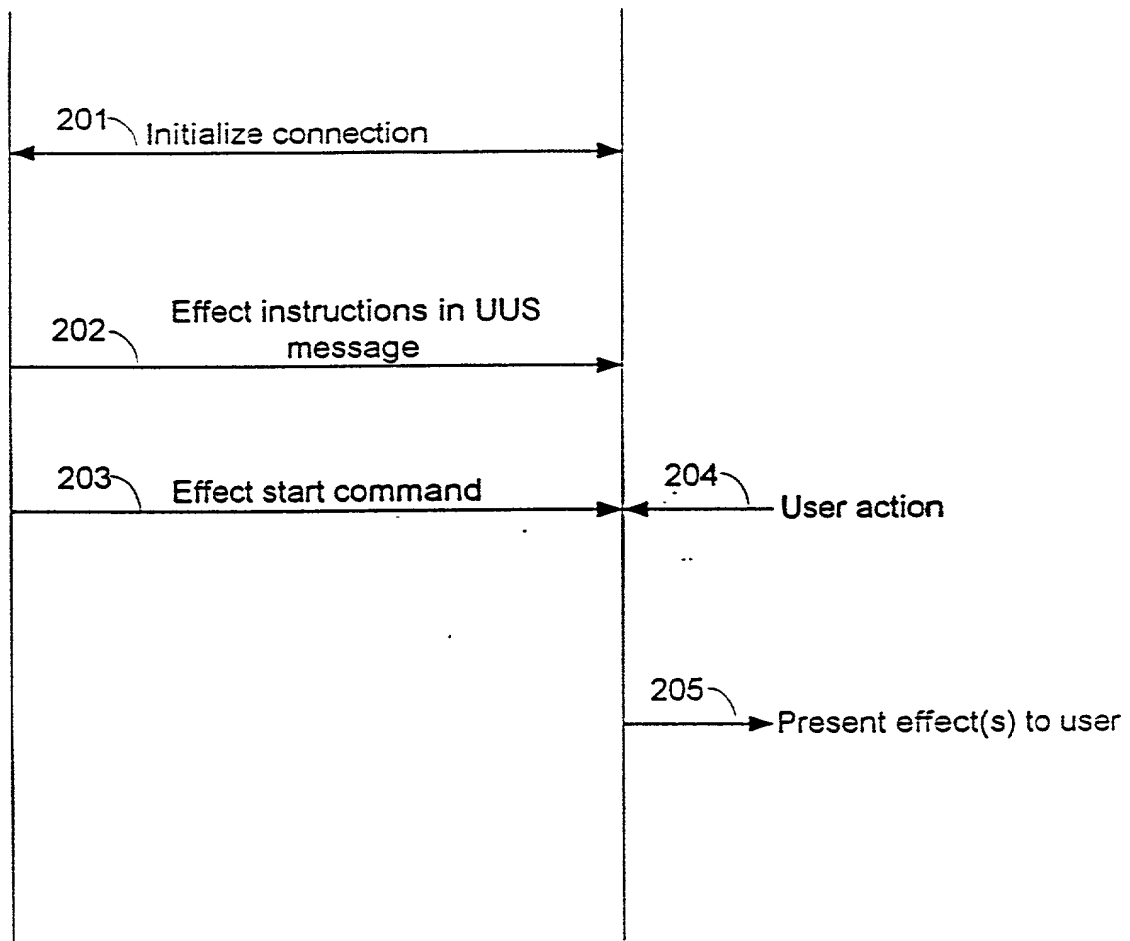 201
Initialize connection
Effect instructions in UUS
202
message
203
Effect start command
204
User action
205
Present effect(s) to user